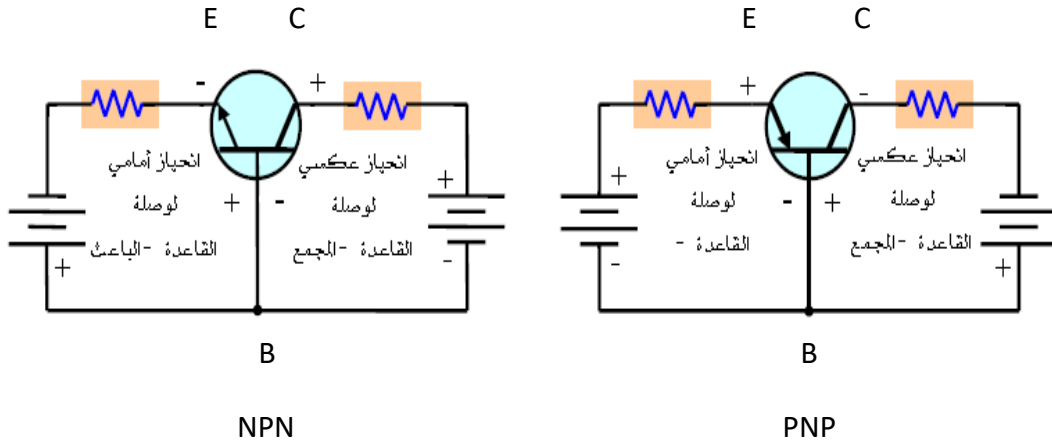 E C
- +
انحياز أمامي
لوصلة
القاعدة -الباعث
+ -
انحياز عكسي
لوصلة
القاعدة -المجمع
+
+
-
B
NPN
E C
+ -
انحياز أمامي
لوصلة
القاعدة -
- +
انحياز عكسي
لوصلة
القاعدة -المجمع
+
-
+
B
PNP